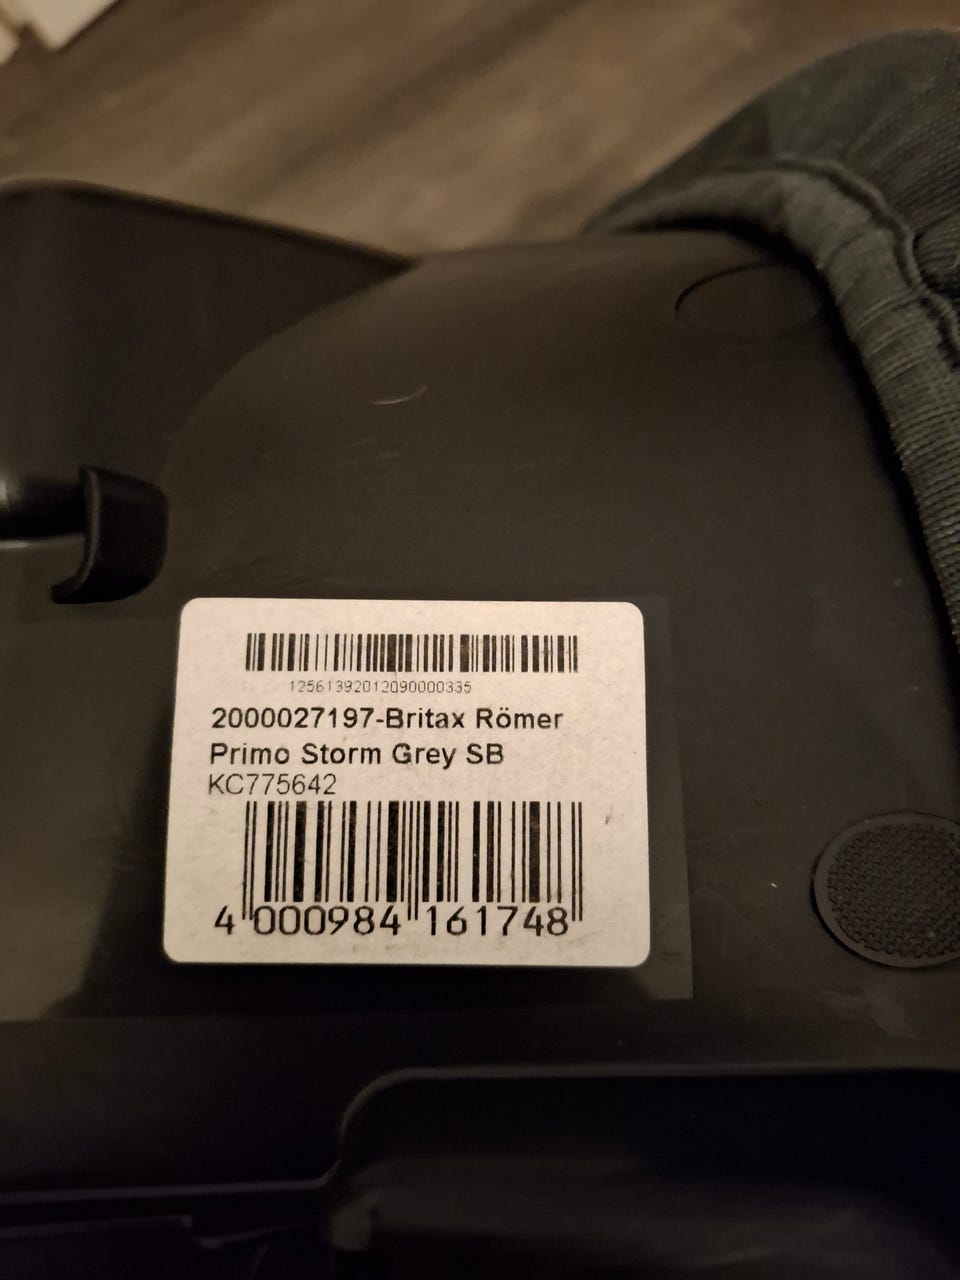 12561392012090000335
2000027197-Britax Römer
Primo Storm Grey SB
KC775642
4 000984 161748